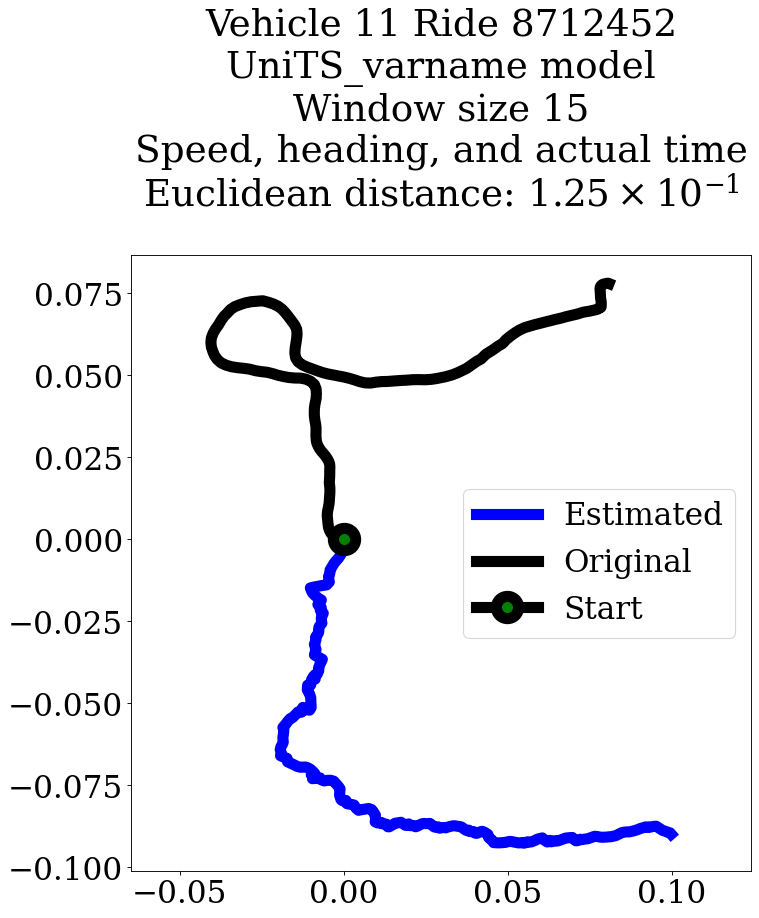 Vehicle 11 Ride 8712452
UniTS_varname model
Window size 15
Speed, heading, and actual time
Euclidean distance: 1.25 × 10⁻¹
0.075
0.050
0.025
0.000
−0.025
−0.050
−0.075
−0.100
Estimated
Original
Start
−0.05
0.00
0.05
0.10